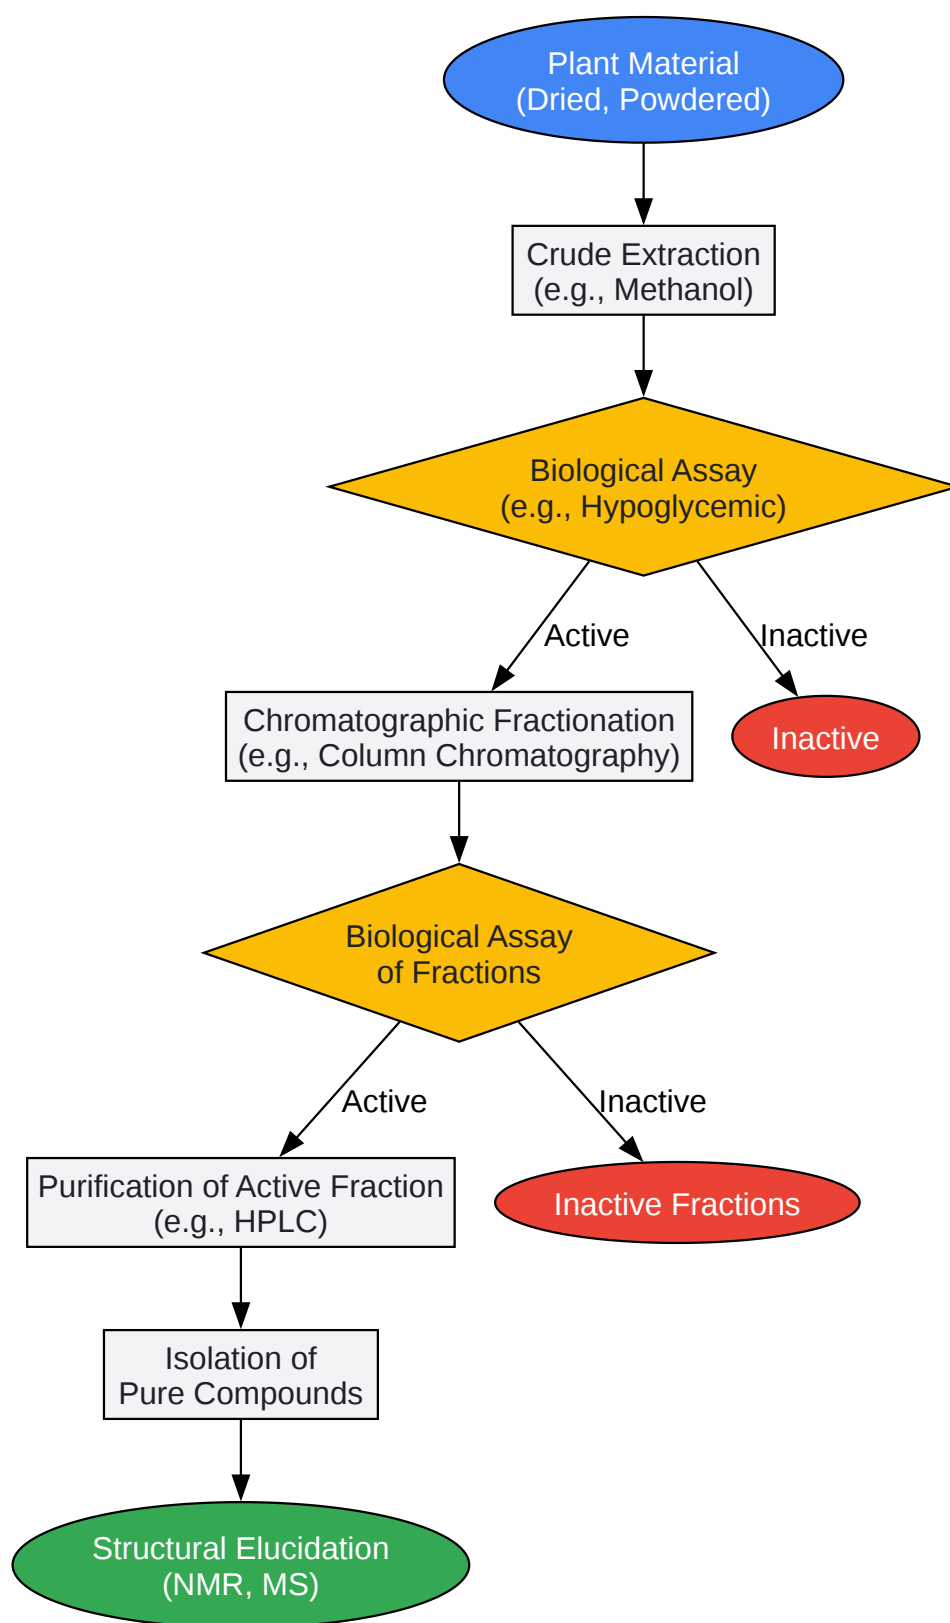 Plant Material
(Dried, Powdered)
Crude Extraction
(e.g., Methanol)
Biological Assay
(e.g., Hypoglycemic)
Active
Inactive
Chromatographic Fractionation
(e.g., Column Chromatography)
Inactive
Biological Assay
of Fractions
Active
Inactive
Purification of Active Fraction
(e.g., HPLC)
Inactive Fractions
Isolation of
Pure Compounds
Structural Elucidation
(NMR, MS)